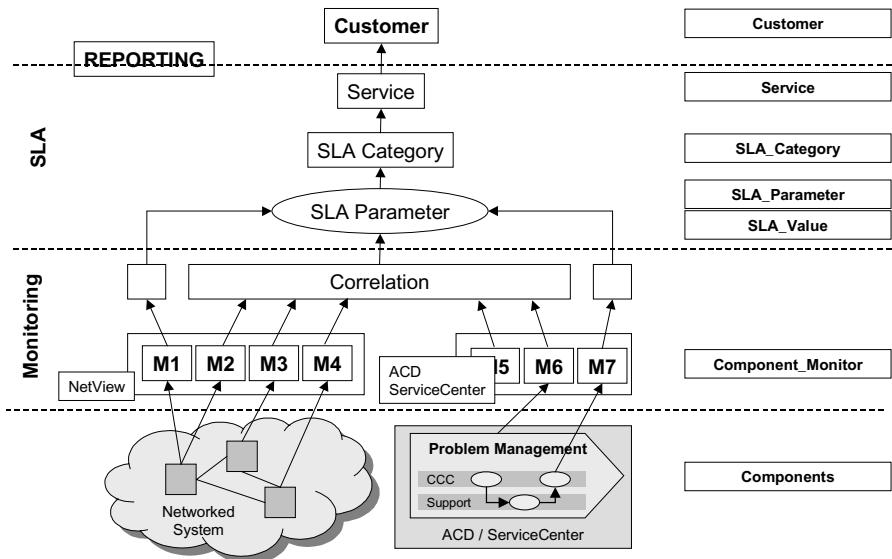 Customer
Customer
REPORTING
Service
Service
SLA
SLA Category
SLA_Category
SLA Parameter
SLA_Parameter
SLA_Value
Monitoring
Correlation
M1 M2 M3 M4
NetView
ACD
ServiceCenter
M5 M6 M7
Component_Monitor
Networked
System
Problem Management
CCC
Support
ACD / ServiceCenter
Components